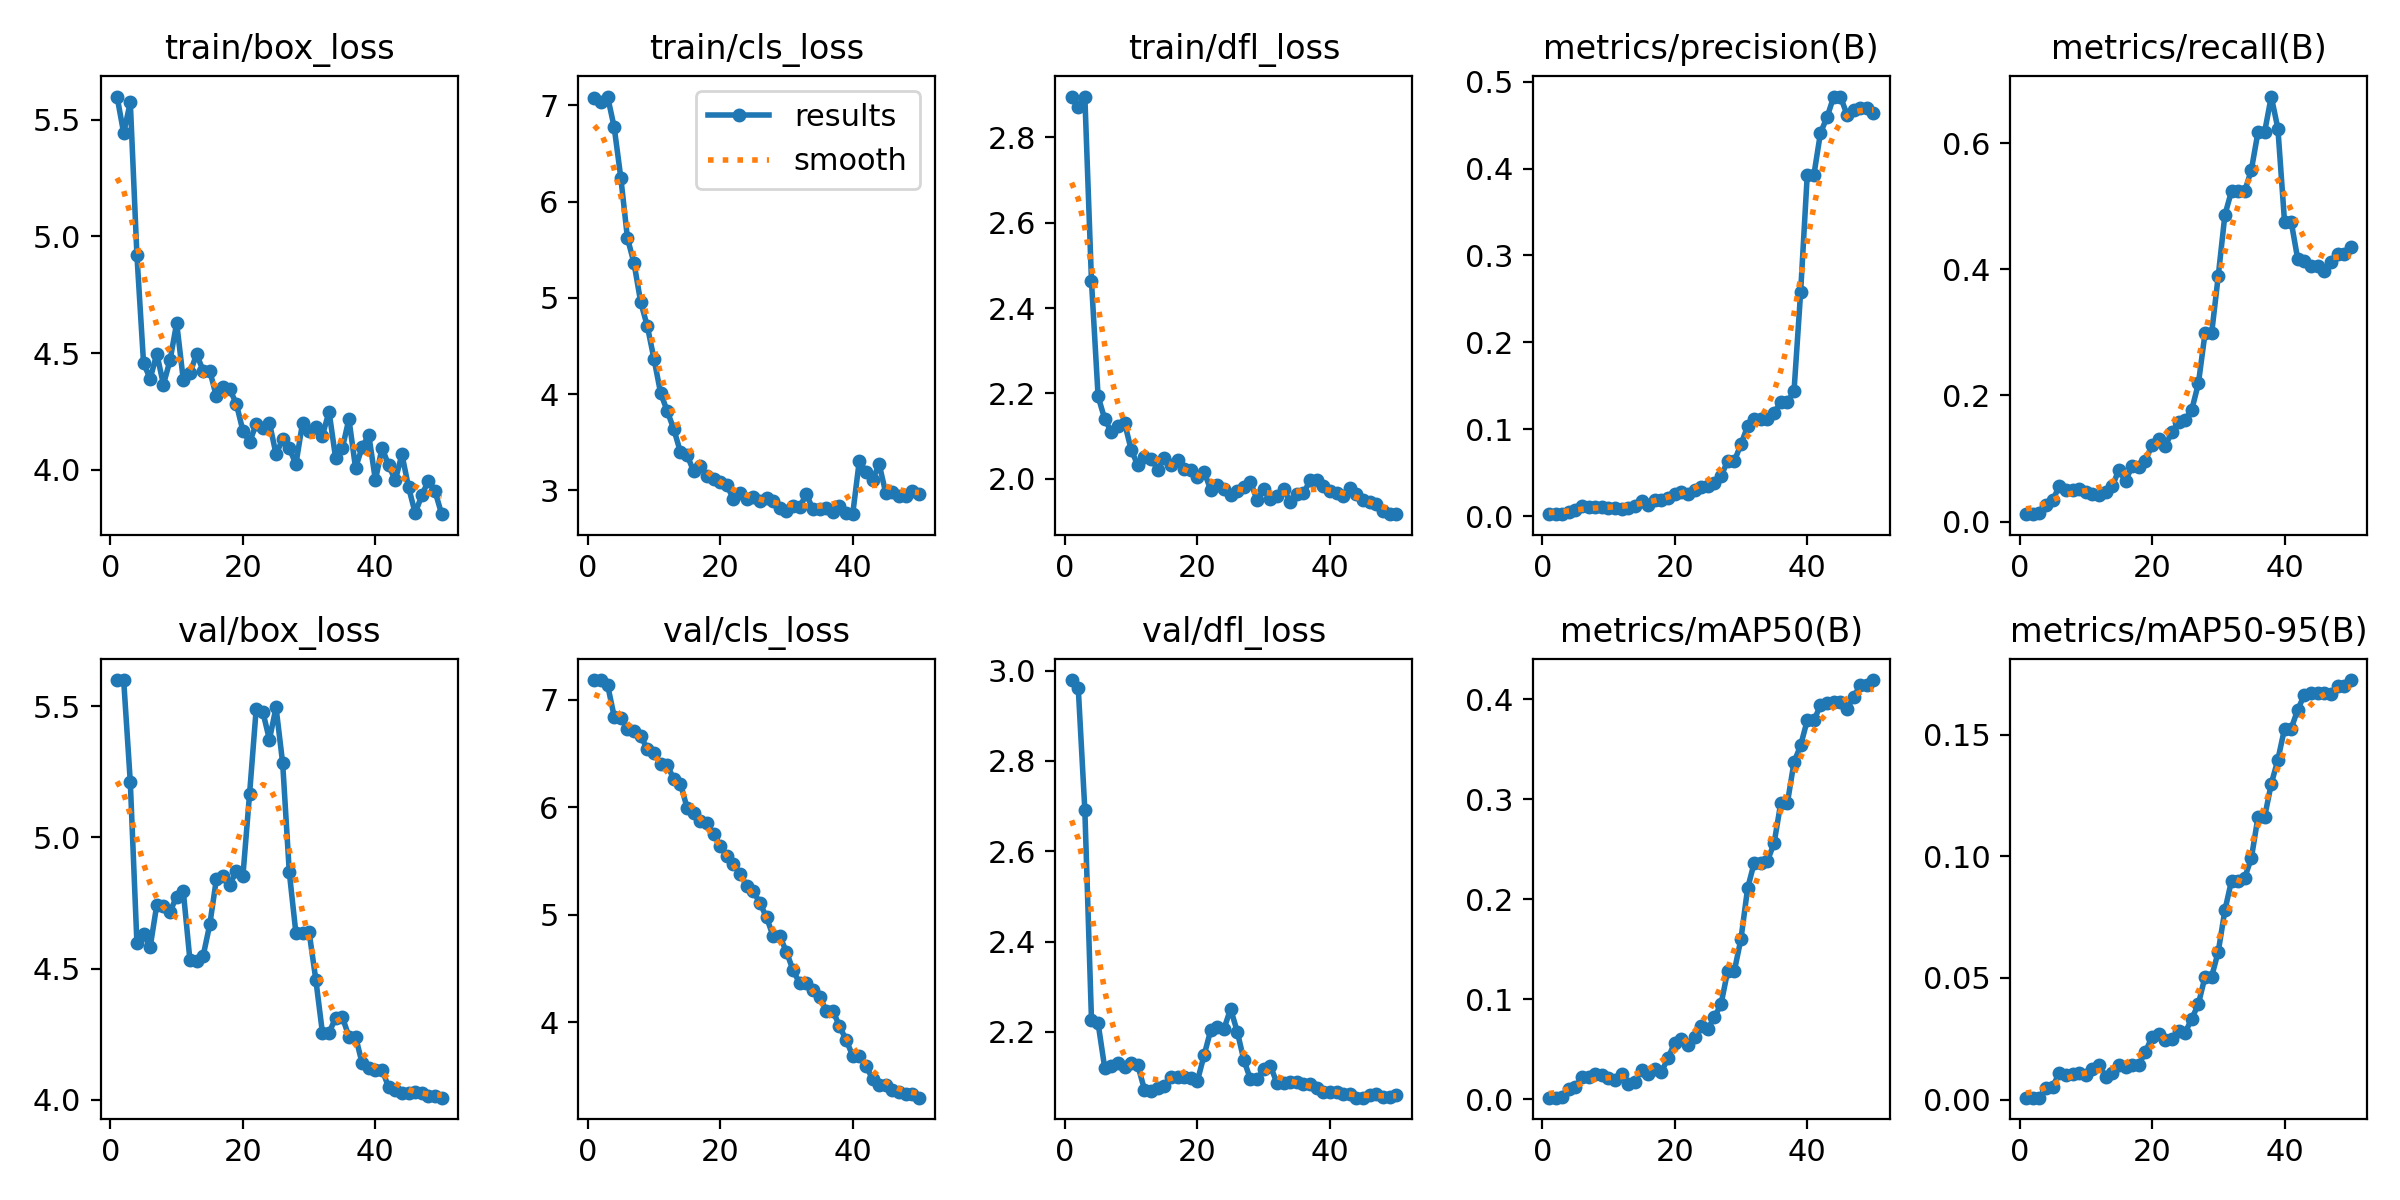 train/box_loss
5.5
5.0
4.5
4.0
0 20 40
train/cls_loss
results
smooth
7
6
5
4
3
0 20 40
train/dfl_loss
2.8
2.6
2.4
2.2
2.0
0 20 40
metrics/precision(B)
0.5
0.4
0.3
0.2
0.1
0.0
0 20 40
metrics/recall(B)
0.6
0.4
0.2
0.0
0 20 40
val/box_loss
5.5
5.0
4.5
4.0
0 20 40
val/cls_loss
7
6
5
4
0 20 40
val/dfl_loss
3.0
2.8
2.6
2.4
2.2
0 20 40
metrics/mAP50(B)
0.4
0.3
0.2
0.1
0.0
0 20 40
metrics/mAP50-95(B)
0.15
0.10
0.05
0.00
0 20 40